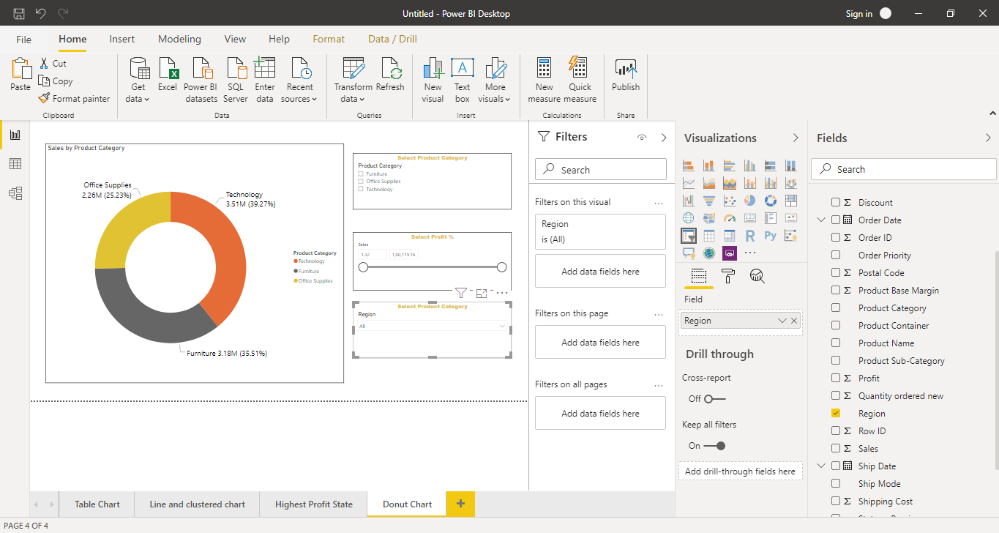 Untitled - Power BI Desktop
Sign in
File Home Insert Modeling View Help Format Data / Drill
Paste
Cut
Copy
Format painter
Clipboard
Get data
Excel
Power BI datasets
SQL Server
Enter data
Recent sources
Data
Transform data
Refresh
Queries
New visual
Text box
More visuals
Insert
New measure
Quick measure
Calculations
Publish
Share
Sales by Product Category
Office Supplies
2.26M (25.23%)
Technology
3.51M (39.27%)
Furniture 3.18M (35.51%)
Product Category
Technology
Furniture
Office Supplies
Select Product Category
Product Category
Furniture
Office Supplies
Technology
Select Profit %
Sales
1.32 1,00,119.16
Select Product Category
Region
All
Filters
Search
Filters on this visual
Region
is (All)
Add data fields here
Filters on this page
Add data fields here
Filters on all pages
Add data fields here
Visualizations
123
R
Py
Field
Region
Drill through
Cross-report
Off
Keep all filters
On
Add drill-through fields here
Fields
Search
Discount
Order Date
Order ID
Order Priority
Postal Code
Product Base Margin
Product Category
Product Container
Product Name
Product Sub-Category
Profit
Quantity ordered new
Region
Row ID
Sales
Ship Date
Ship Mode
Shipping Cost
Table Chart
Line and clustered chart
Highest Profit State
Donut Chart
PAGE 4 OF 4